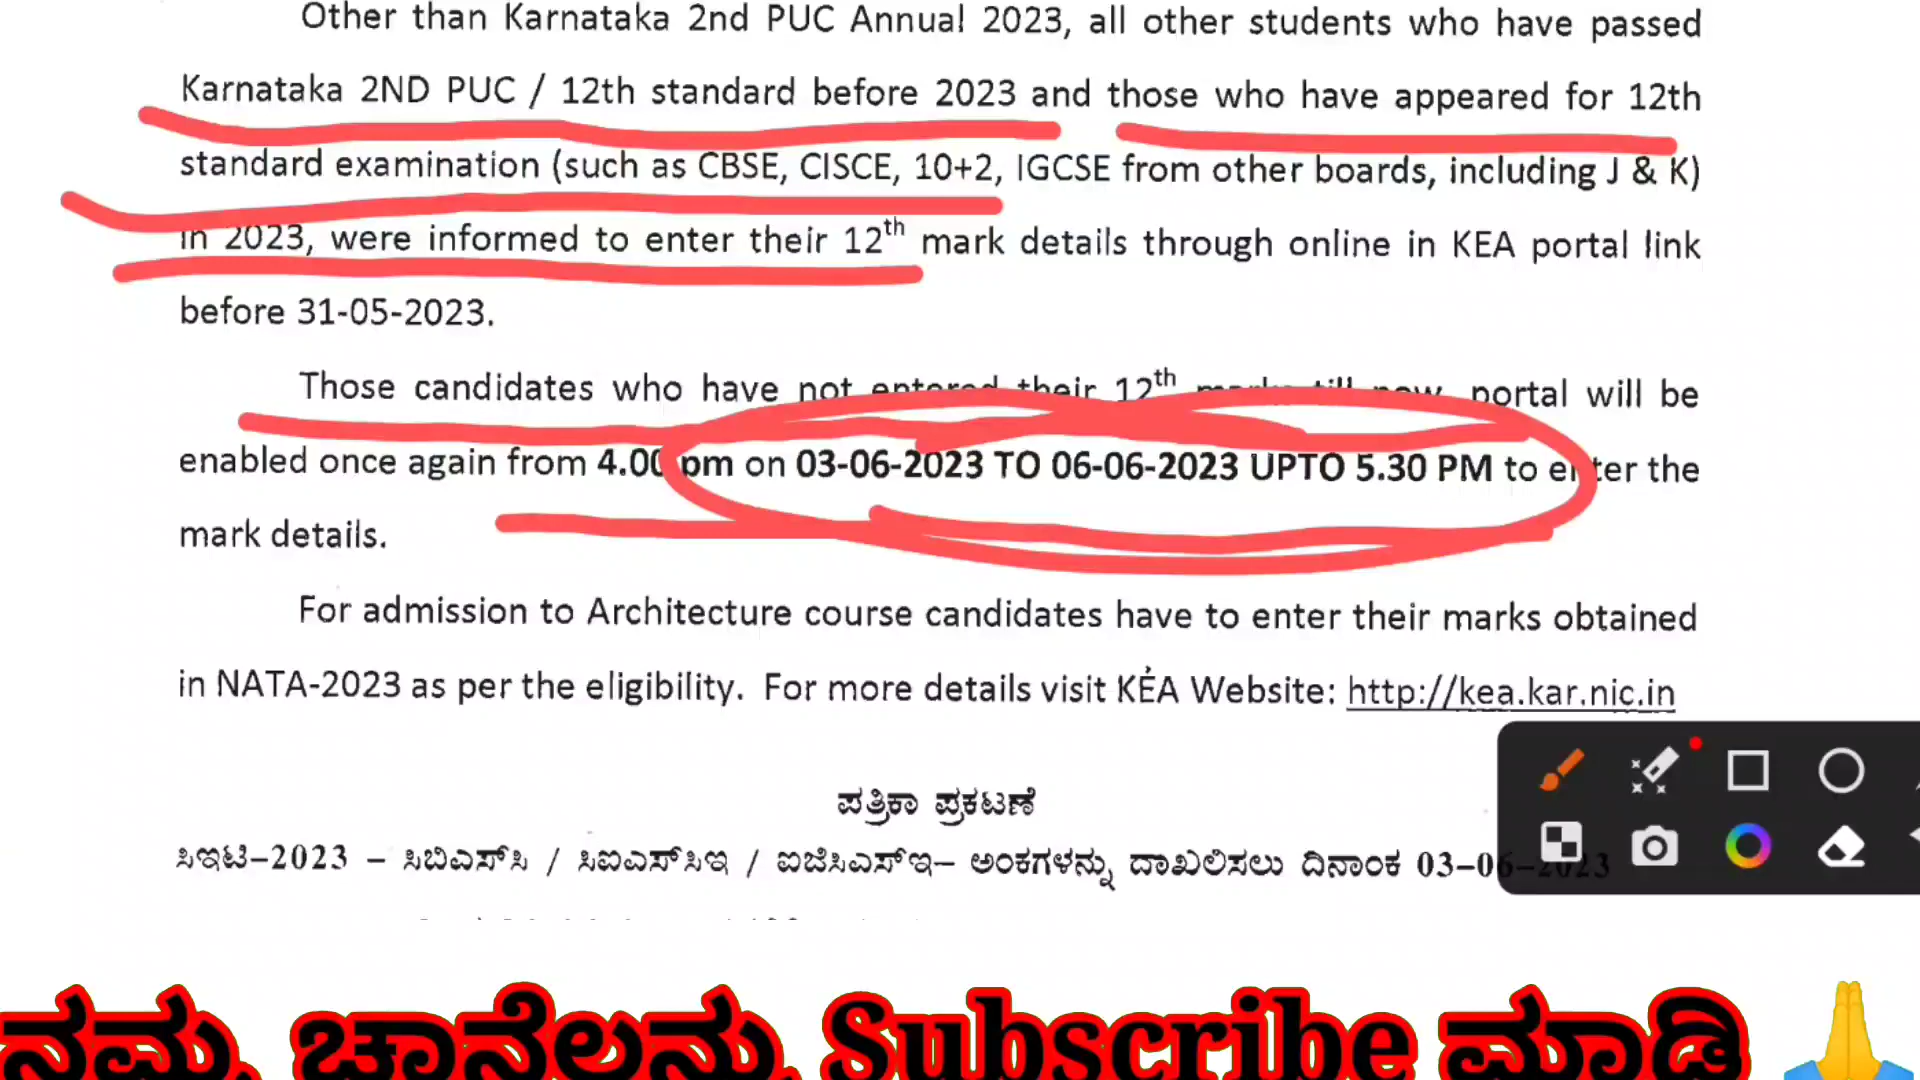 Other than Karnataka 2nd PUC Annual 2023, all other students who have passed
Karnataka 2ND PUC / 12th standard before 2023 and those who have appeared for 12th
standard examination (such as CBSE, CISCE, 10+2, IGCSE from other boards, including J & K)
in 2023, were informed to enter their 12th mark details through online in KEA portal link
before 31-05-2023.
Those candidates who have not entered their 12th marks till now, portal will be
enabled once again from 4.00 pm on 03-06-2023 TO 06-06-2023 UPTO 5.30 PM to enter the
mark details.
For admission to Architecture course candidates have to enter their marks obtained
in NATA-2023 as per the eligibility. For more details visit KEA Website: http://kea.kar.nic.in
ಪತ್ರಿಕಾ ಪ್ರಕಟಣೆ
ಸಿಇಟಿ–2023 – ಸಿಬಿಎಸ್‌ಸಿ / ಸಿಐಎಸ್‌ಸಿಇ / ಐಜಿಸಿಎಸ್‌ಇ– ಅಂಕಗಳನ್ನು ದಾಖಲಿಸಲು ದಿನಾಂಕ 03–06–2023
ನಮ್ಮ ಚಾನೆಲನ್ನು Subscribe ಮಾಡಿ 🙏